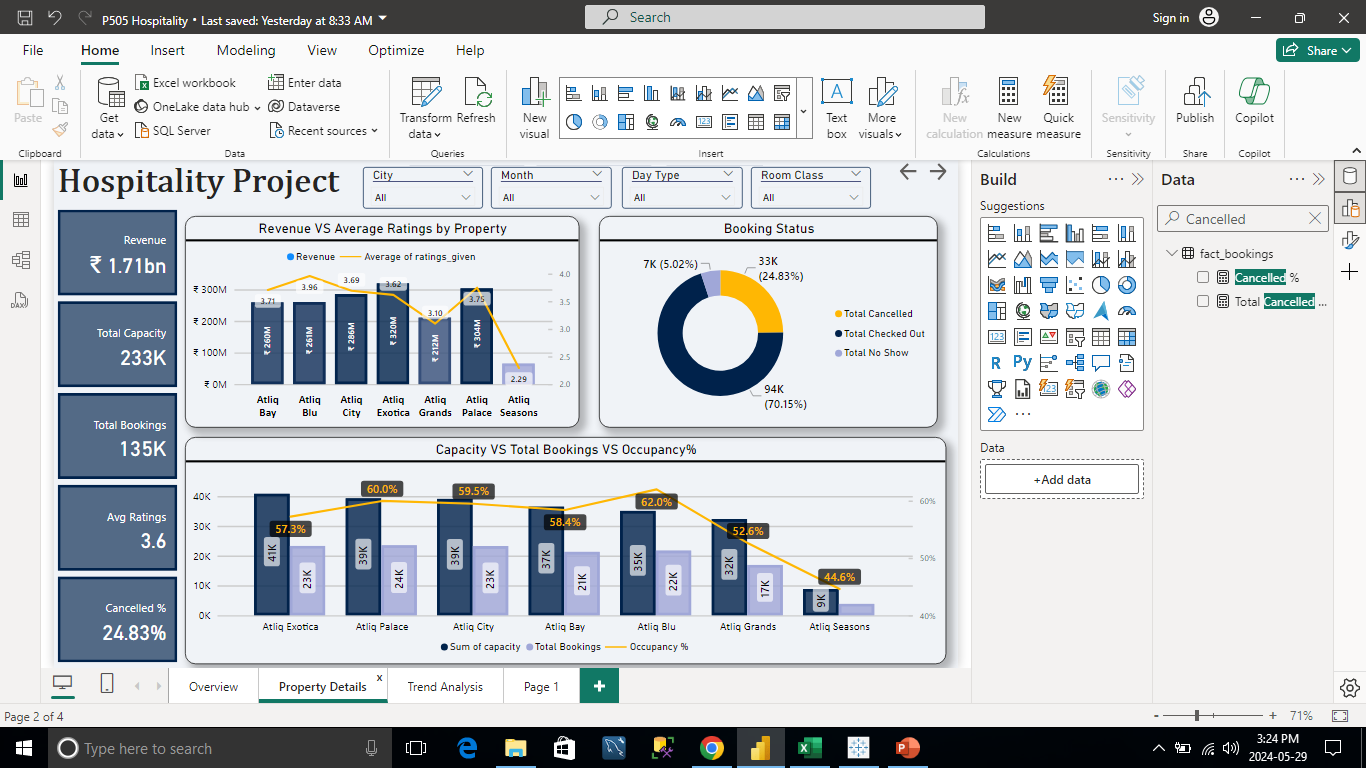 P505 Hospitality • Last saved: Yesterday at 8:33 AM
Search
Sign in
File
Home
Insert
Modeling
View
Optimize
Help
Share
Paste
Clipboard
Get data
Excel workbook
OneLake data hub
SQL Server
Enter data
Dataverse
Recent sources
Data
Transform data
Refresh
Queries
New visual
Text box
More visuals
Insert
New calculation
New measure
Quick measure
Calculations
Sensitivity
Sensitivity
Publish
Share
Copilot
Copilot
Hospitality Project
City
All
Month
All
Day Type
All
Room Class
All
Revenue
₹ 1.71bn
Total Capacity
233K
Total Bookings
135K
Avg Ratings
3.6
Cancelled %
24.83%
Revenue VS Average Ratings by Property
Revenue
Average of ratings_given
₹ 300M
₹ 200M
₹ 100M
₹ 0M
4.0
3.5
3.0
2.5
2.0
3.71
3.96
3.69
3.62
3.10
3.75
2.29
₹ 260M
₹ 261M
₹ 286M
₹ 320M
₹ 212M
₹ 304M
Atliq Bay
Atliq Blu
Atliq City
Atliq Exotica
Atliq Grands
Atliq Palace
Atliq Seasons
Booking Status
7K (5.02%)
33K
(24.83%)
94K
(70.15%)
Total Cancelled
Total Checked Out
Total No Show
Capacity VS Total Bookings VS Occupancy%
40K
30K
20K
10K
0K
60%
50%
40%
57.3%
60.0%
59.5%
58.4%
62.0%
52.6%
44.6%
41K
23K
39K
24K
39K
23K
37K
21K
35K
22K
32K
17K
9K
Atliq Exotica
Atliq Palace
Atliq City
Atliq Bay
Atliq Blu
Atliq Grands
Atliq Seasons
Sum of capacity
Total Bookings
Occupancy %
Build
Suggestions
R
Py
Data
+Add data
Data
Cancelled
fact_bookings
Cancelled %
Total Cancelled ...
Overview
Property Details
x
Trend Analysis
Page 1
+
Page 2 of 4
- + 71%
Type here to search
3:24 PM
2024-05-29